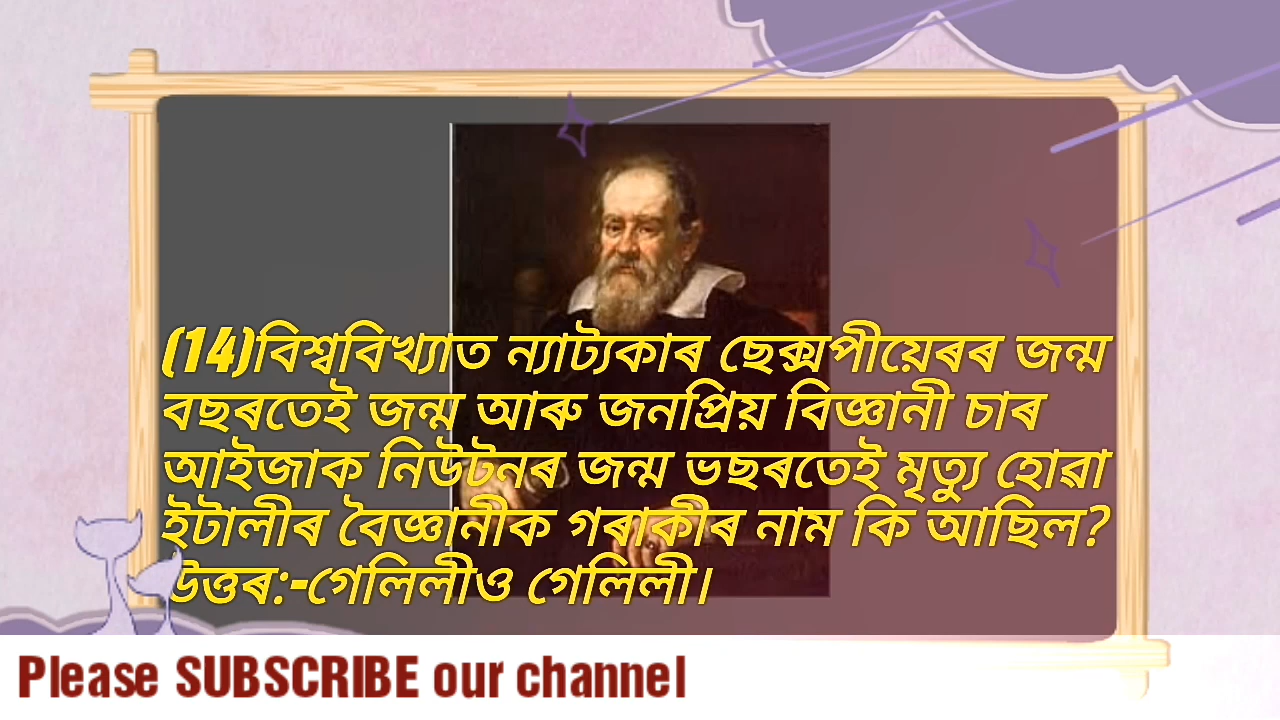 (14)বিশ্ববিখ্যাত ন্যাট্যকাৰ ছেক্সপীয়েৰৰ জন্ম
বছৰতেই জন্ম আৰু জনপ্ৰিয় বিজ্ঞানী চাৰ
আইজাক নিউটনৰ জন্ম ভছৰতেই মৃত্যু হোৱা
ইটালীৰ বৈজ্ঞানীক গৰাকীৰ নাম কি আছিল?
উত্তৰ:-গেলিলীও গেলিলী।
Please SUBSCRIBE our channel